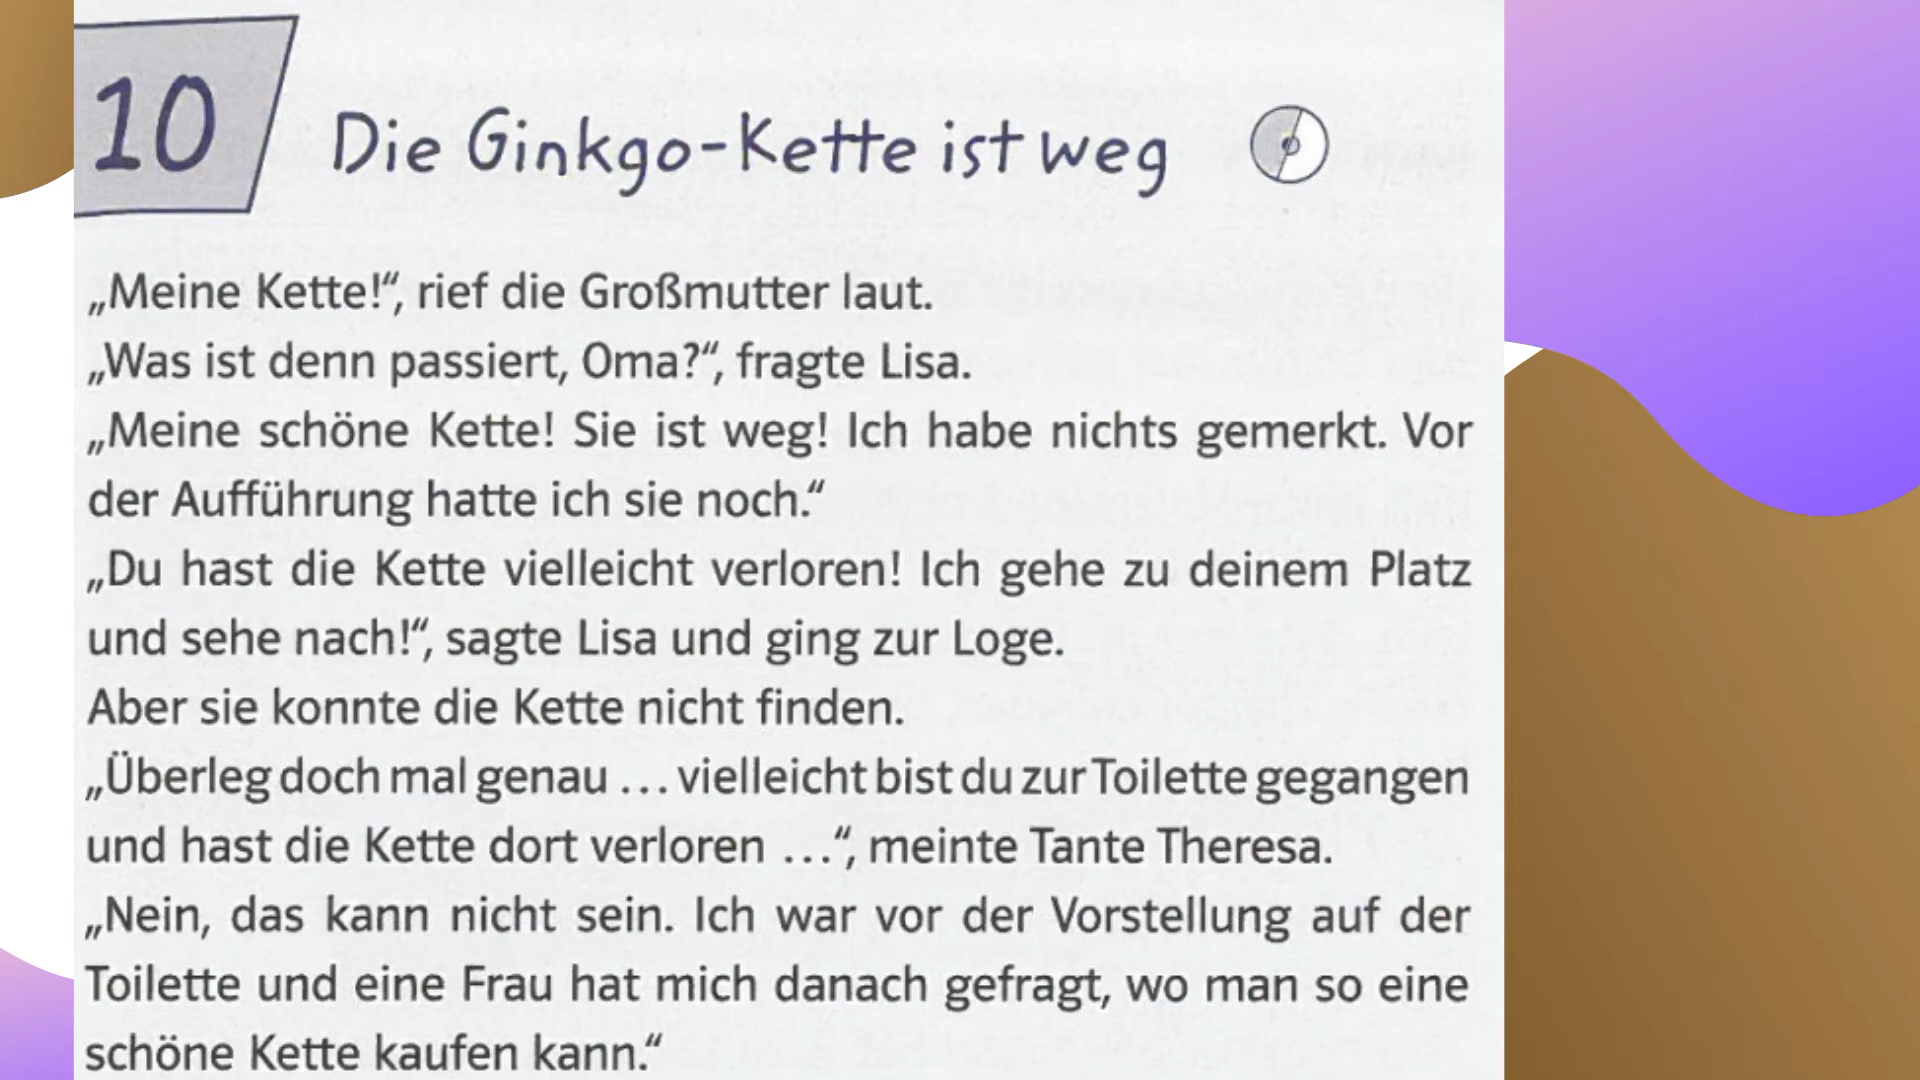 10
Die Ginkgo-Kette ist weg
„Meine Kette!“, rief die Großmutter laut.
„Was ist denn passiert, Oma?“, fragte Lisa.
„Meine schöne Kette! Sie ist weg! Ich habe nichts gemerkt. Vor
der Aufführung hatte ich sie noch.“
„Du hast die Kette vielleicht verloren! Ich gehe zu deinem Platz
und sehe nach!“, sagte Lisa und ging zur Loge.
Aber sie konnte die Kette nicht finden.
„Überleg doch mal genau ... vielleicht bist du zur Toilette gegangen
und hast die Kette dort verloren ...“, meinte Tante Theresa.
„Nein, das kann nicht sein. Ich war vor der Vorstellung auf der
Toilette und eine Frau hat mich danach gefragt, wo man so eine
schöne Kette kaufen kann.“